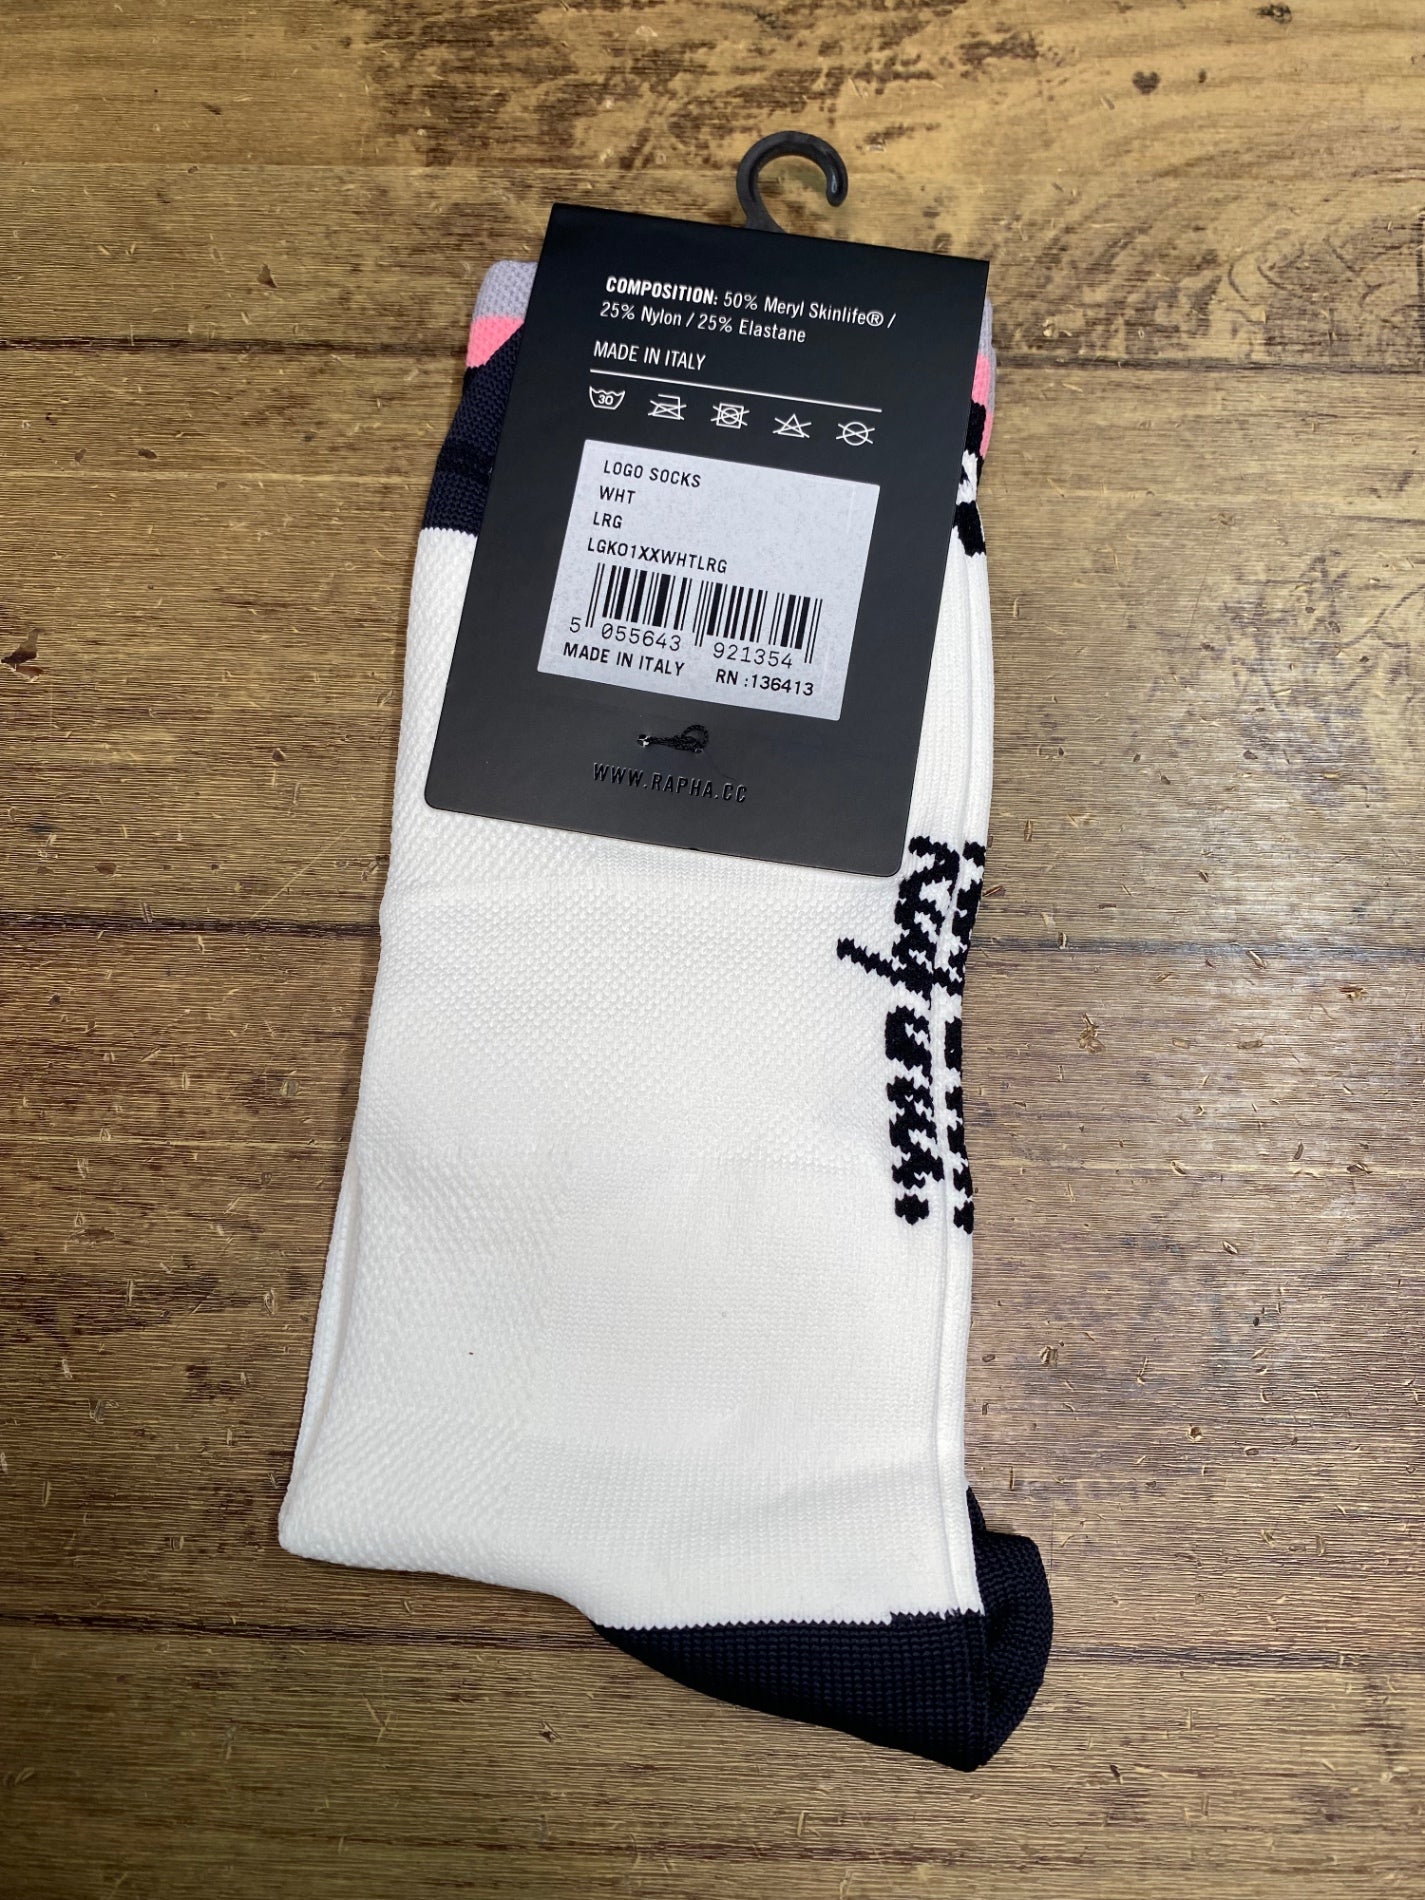 COMPOSITION: 50% Meryl Skinlife® /
25% Nylon / 25% Elastane
MADE IN ITALY
30
LOGO SOCKS
WHT
LRG
LGK01XXWHTLRG
5 055643 921354
MADE IN ITALY RN :136413
WWW.RAPHA.CC
Rapha